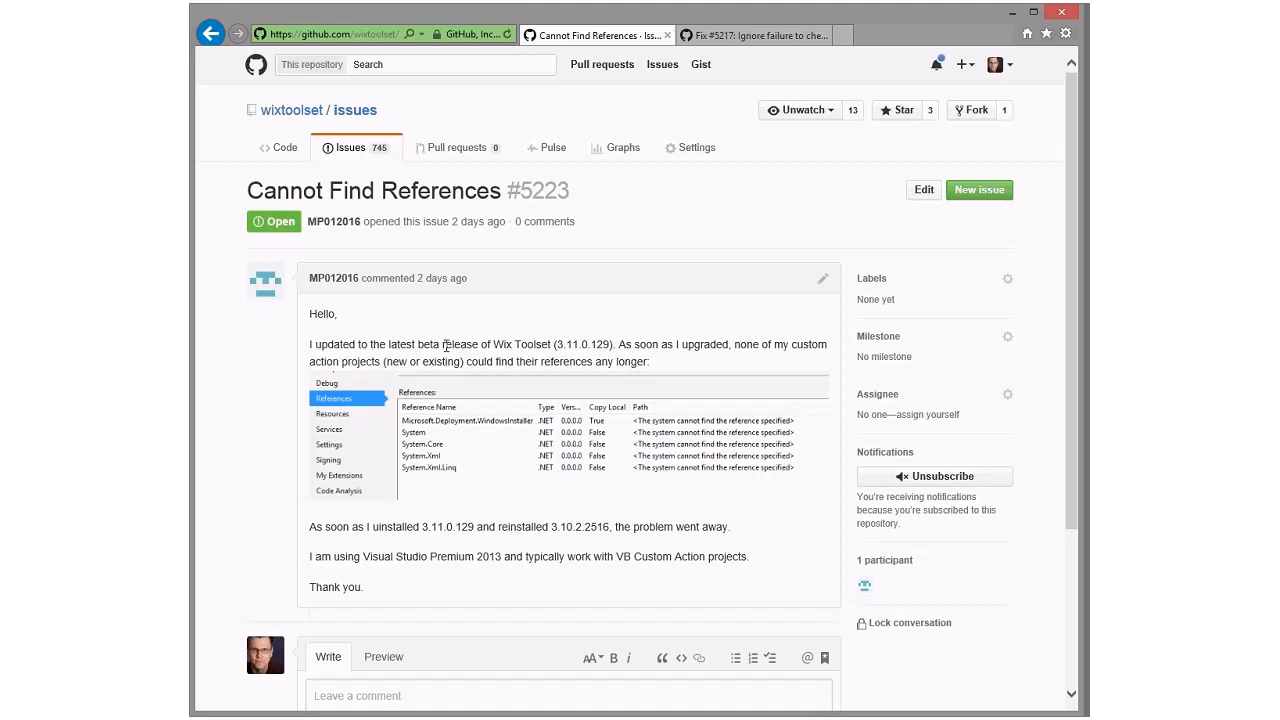 https://github.com/wixtoolset/ GitHub, Inc... Cannot Find References · Iss... Fix #5217: Ignore failure to che...
This repository Search Pull requests Issues Gist
wixtoolset / issues Unwatch 13 Star 3 Fork 1
Code Issues 745 Pull requests 0 Pulse Graphs Settings
Cannot Find References #5223 Edit New issue
Open MP012016 opened this issue 2 days ago · 0 comments
MP012016 commented 2 days ago
Hello,
I updated to the latest beta release of Wix Toolset (3.11.0.129). As soon as I upgraded, none of my custom
action projects (new or existing) could find their references any longer:
Debug
References
Resources
Services
Settings
Signing
My Extensions
Code Analysis
References:
Reference Name Type Vers... Copy Local Path
Microsoft.Deployment.WindowsInstaller .NET 0.0.0.0 True <The system cannot find the reference specified>
System .NET 0.0.0.0 False <The system cannot find the reference specified>
System.Core .NET 0.0.0.0 False <The system cannot find the reference specified>
System.Xml .NET 0.0.0.0 False <The system cannot find the reference specified>
System.Xml.Linq .NET 0.0.0.0 False <The system cannot find the reference specified>
As soon as I uinstalled 3.11.0.129 and reinstalled 3.10.2.2516, the problem went away.
I am using Visual Studio Premium 2013 and typically work with VB Custom Action projects.
Thank you.
Labels
None yet
Milestone
No milestone
Assignee
No one—assign yourself
Notifications
Unsubscribe
You're receiving notifications
because you're subscribed to this
repository.
1 participant
Lock conversation
Write Preview AA B i @
Leave a comment